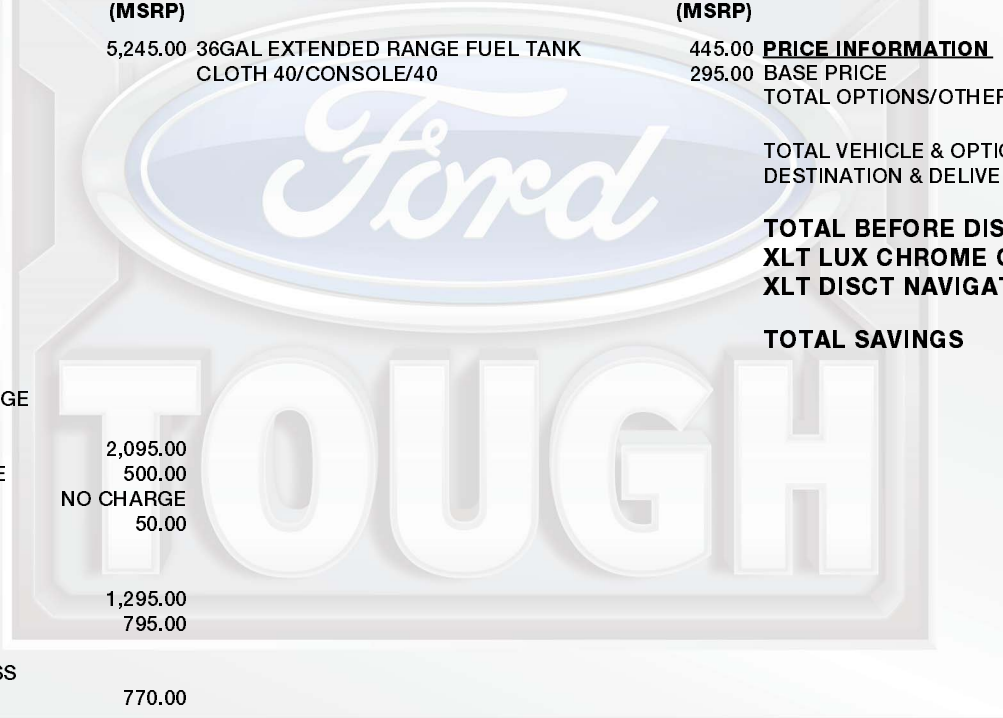 (MSRP) (MSRP)
5,245.00 36GAL EXTENDED RANGE FUEL TANK 445.00 PRICE INFORMATION
CLOTH 40/CONSOLE/40 295.00 BASE PRICE
TOTAL OPTIONS/OTHER
TOTAL VEHICLE & OPTIO
DESTINATION & DELIVE
TOTAL BEFORE DIS
XLT LUX CHROME
XLT DISCT NAVIGAT
TOTAL SAVINGS
Ford
TOUGH
GE
2,095.00
E 500.00
NO CHARGE
50.00
1,295.00
795.00
SS
770.00